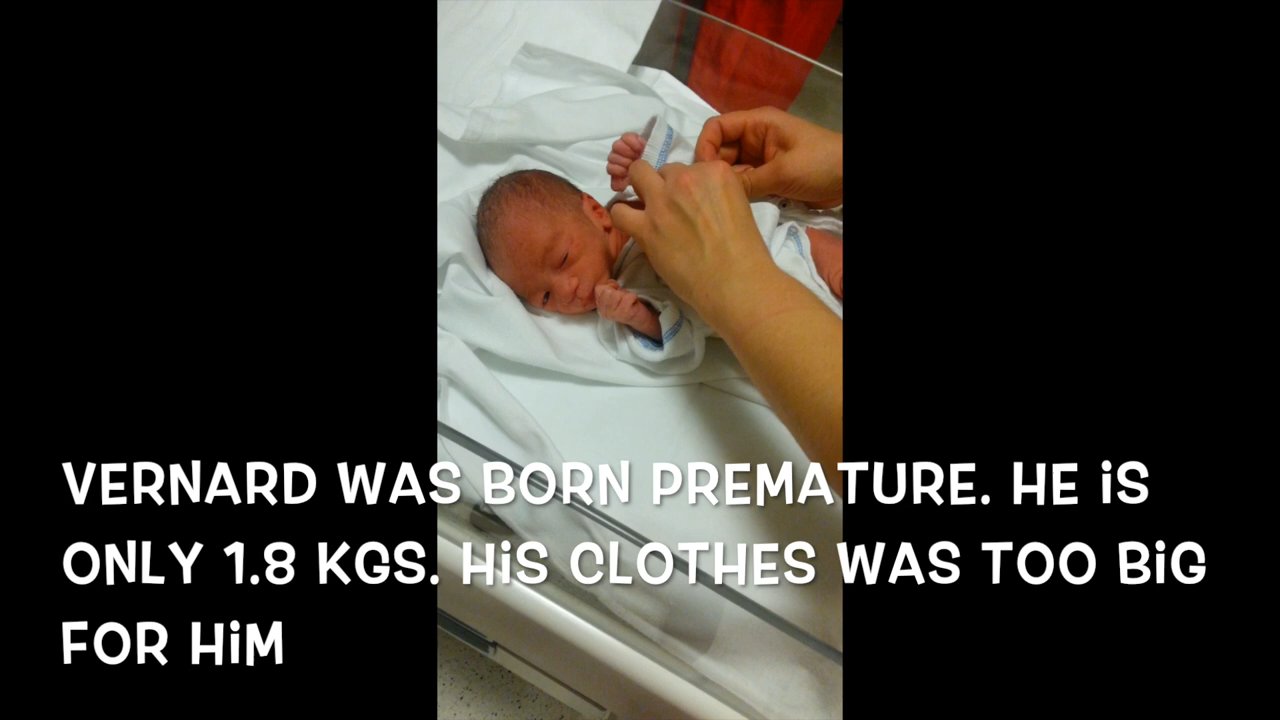 VERNARD WAS BORN PREMATURE. HE iS
ONLY 1.8 KGS. HiS CLOTHES WAS TOO BiG
FOR HiM